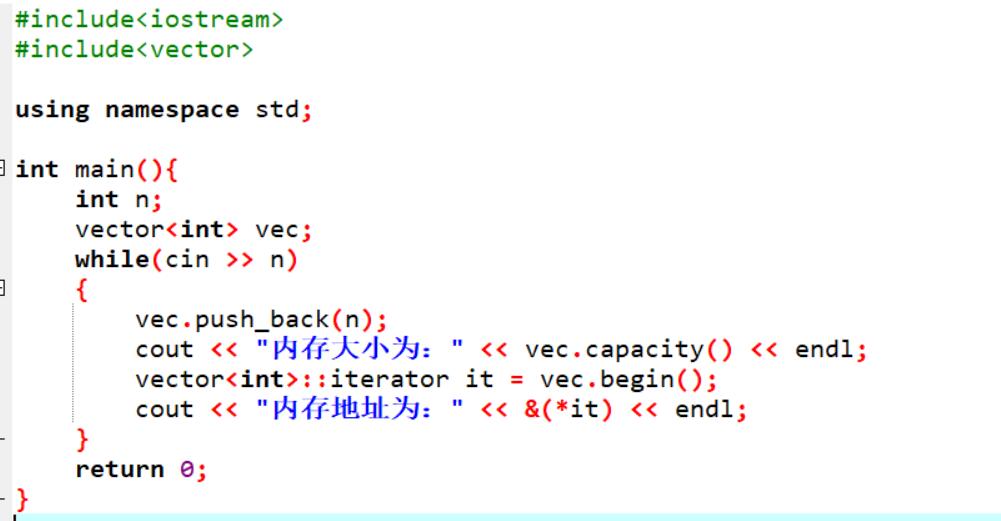 #include<iostream>
#include<vector>
using namespace std;
int main(){
int n;
vector<int> vec;
while(cin >> n)
{
vec.push_back(n);
cout << "内存大小为：" << vec.capacity() << endl;
vector<int>::iterator it = vec.begin();
cout << "内存地址为：" << &(*it) << endl;
}
return 0;
}